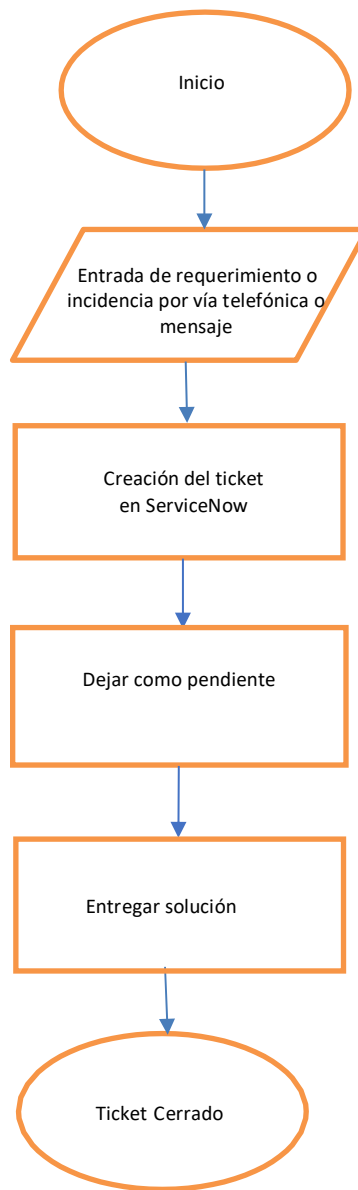 Inicio
Entrada de requerimiento o
incidencia por vía telefónica o
mensaje
Creación del ticket
en ServiceNow
Dejar como pendiente
Entregar solución
Ticket Cerrado